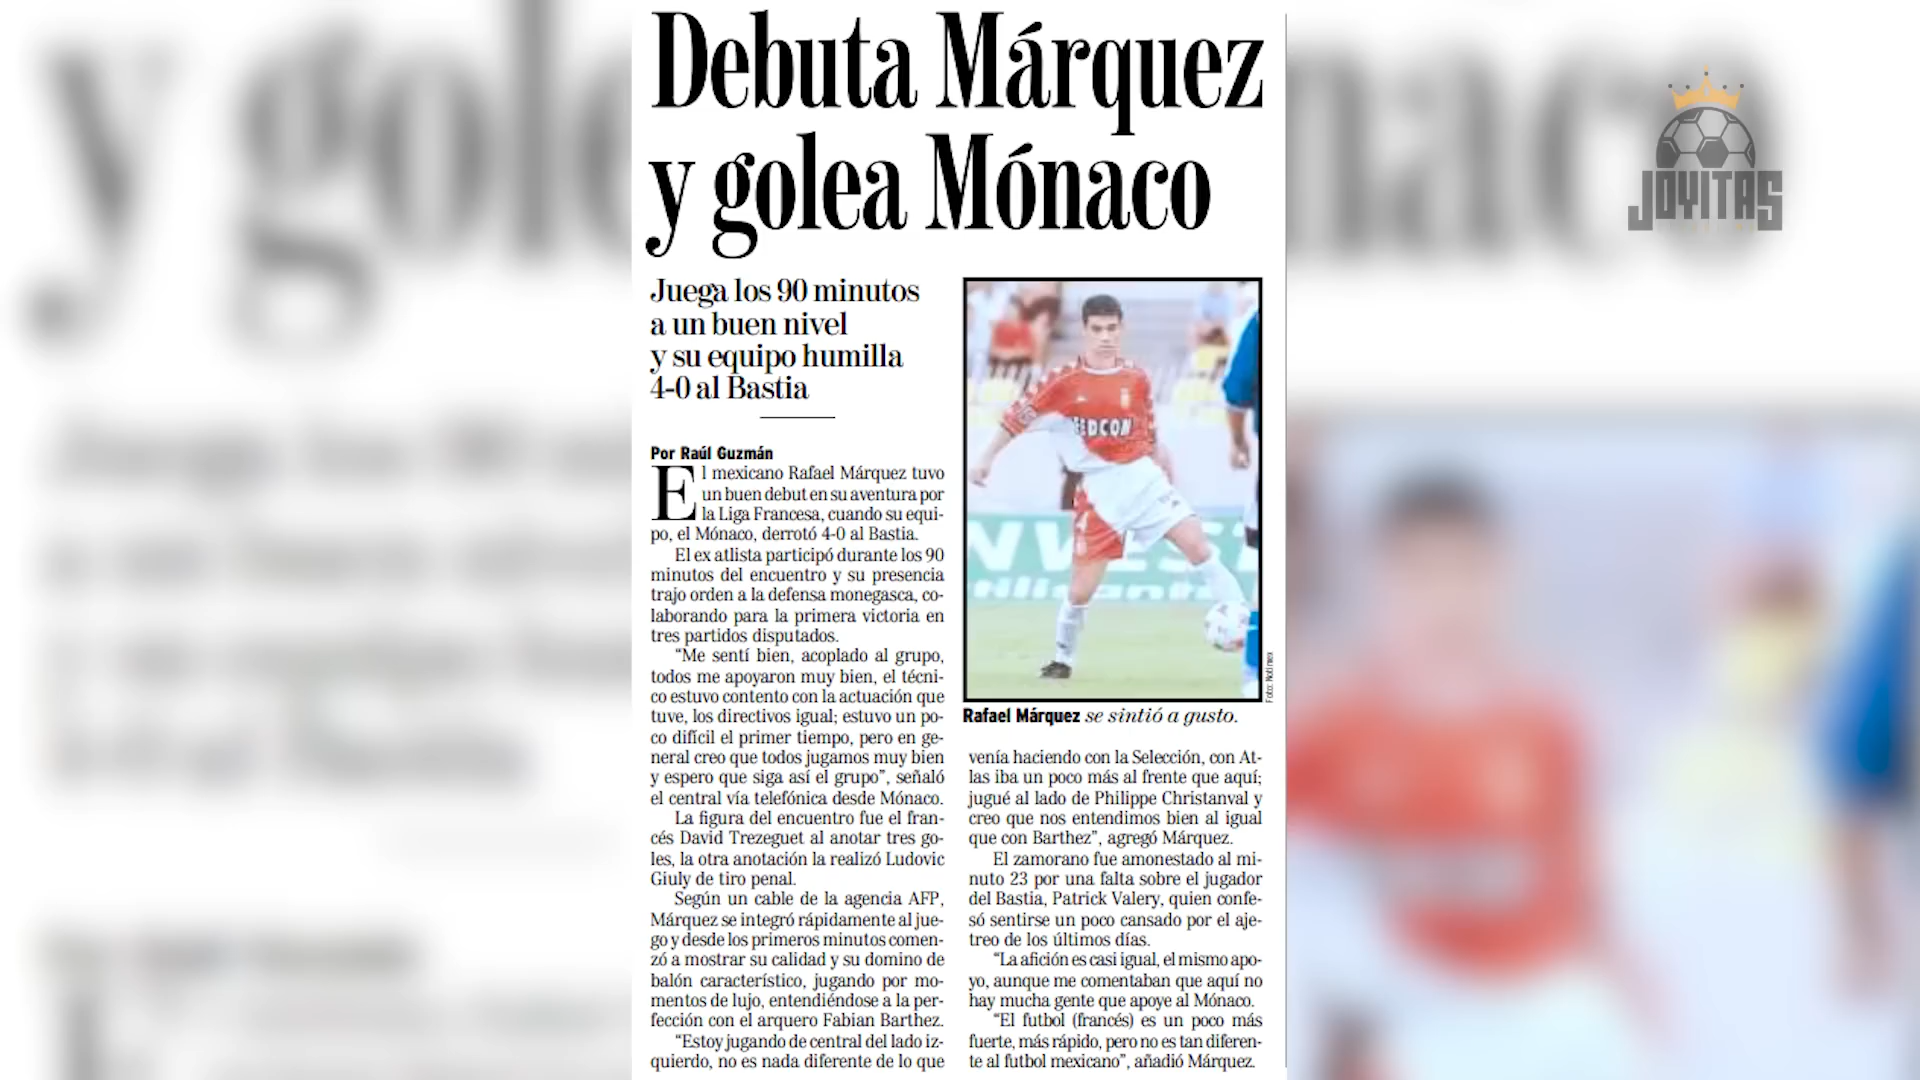 Debuta Márquez
y golea Mónaco
Juega los 90 minutos
a un buen nivel
y su equipo humilla
4-0 al Bastia
Por Raúl Guzmán
El mexicano Rafael Márquez tuvo
un buen debut en su aventura por
la Liga Francesa, cuando su equi-
po, el Mónaco, derrotó 4-0 al Bastia.
El ex atlista participó durante los 90
minutos del encuentro y su presencia
trajo orden a la defensa monegasca, co-
laborando para la primera victoria en
tres partidos disputados.
“Me sentí bien, acoplado al grupo,
todos me apoyaron muy bien, el técni-
co estuvo contento con la actuación que
tuve, los directivos igual; estuvo un po-
co difícil el primer tiempo, pero en ge-
neral creo que todos jugamos muy bien
y espero que siga así el grupo”, señaló
el central vía telefónica desde Mónaco.
La figura del encuentro fue el fran-
cés David Trezeguet al anotar tres go-
les, la otra anotación la realizó Ludovic
Giuly de tiro penal.
Según un cable de la agencia AFP,
Márquez se integró rápidamente al jue-
go y desde los primeros minutos comen-
zó a mostrar su calidad y su domino de
balón característico, jugando por mo-
mentos de lujo, entendiéndose a la per-
fección con el arquero Fabian Barthez.
“Estoy jugando de central del lado iz-
quierdo, no es nada diferente de lo que
Foto: Notimex
Rafael Márquez se sintió a gusto.
venía haciendo con la Selección, con At-
las iba un poco más al frente que aquí;
jugué al lado de Philippe Christanval y
creo que nos entendimos bien al igual
que con Barthez”, agregó Márquez.
El zamorano fue amonestado al mi-
nuto 23 por una falta sobre el jugador
del Bastia, Patrick Valery, quien confe-
só sentirse un poco cansado por el aje-
treo de los últimos días.
“La afición es casi igual, el mismo apo-
yo, aunque me comentaban que aquí no
hay mucha gente que apoye al Mónaco.
“El futbol (francés) es un poco más
fuerte, más rápido, pero no es tan diferen-
te al futbol mexicano”, añadió Márquez.
JOYITAS